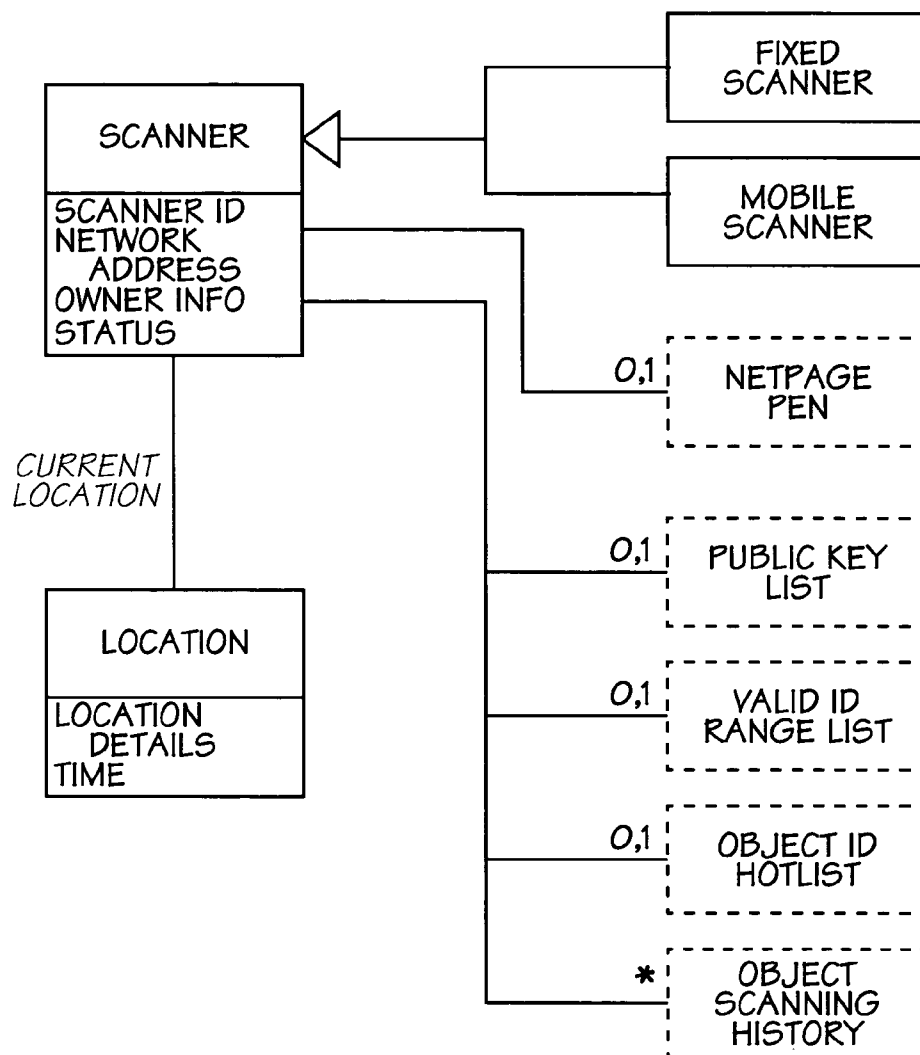 FIXED
SCANNER
SCANNER
MOBILE
SCANNER
SCANNER ID
NETWORK
ADDRESS
OWNER INFO
STATUS
0,1
NETPAGE
PEN
CURRENT
LOCATION
0,1
PUBLIC KEY
LIST
LOCATION
LOCATION
DETAILS
TIME
0,1
VALID ID
RANGE LIST
0,1
OBJECT ID
HOTLIST
*
OBJECT
SCANNING
HISTORY